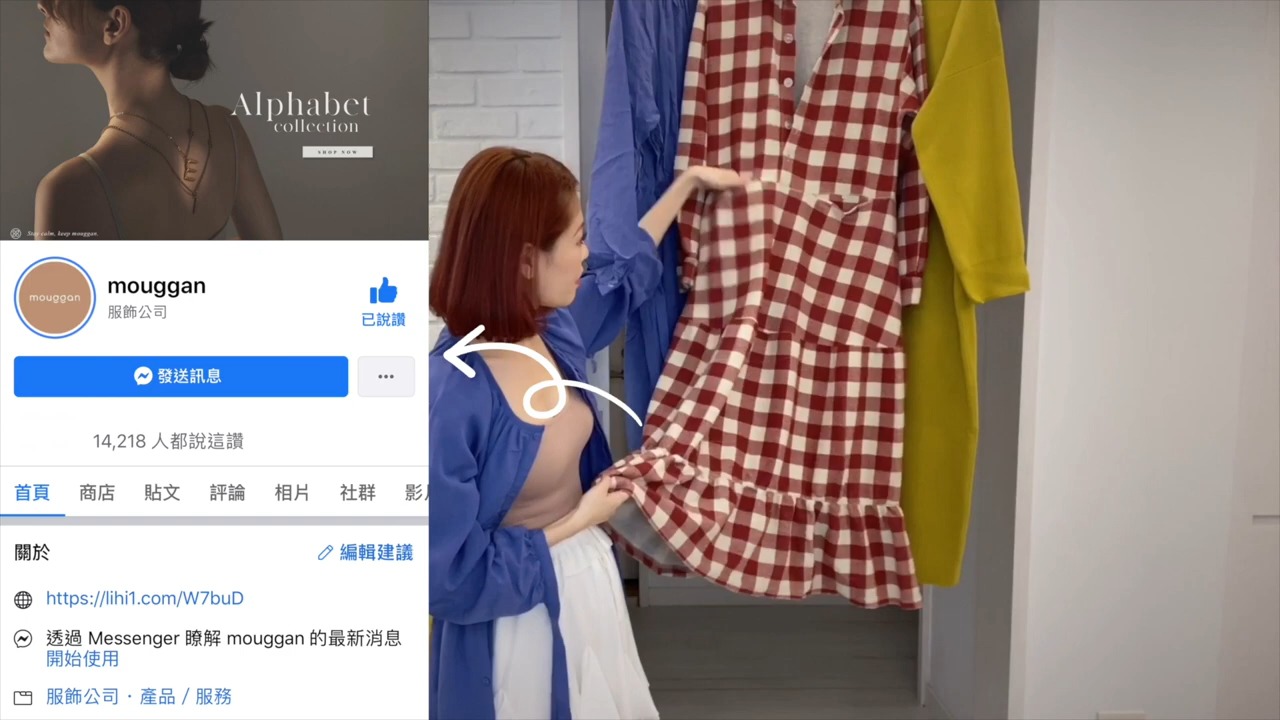 Alphabet
collection
SHOP NOW
Stay calm, keep mouggan.
mouggan
mouggan
服飾公司
已說讚
發送訊息
14,218 人都說這讚
首頁
商店
貼文
評論
相片
社群
關於
編輯建議
https://lihi1.com/W7buD
透過 Messenger 瞭解 mouggan 的最新消息
開始使用
服飾公司・產品 / 服務